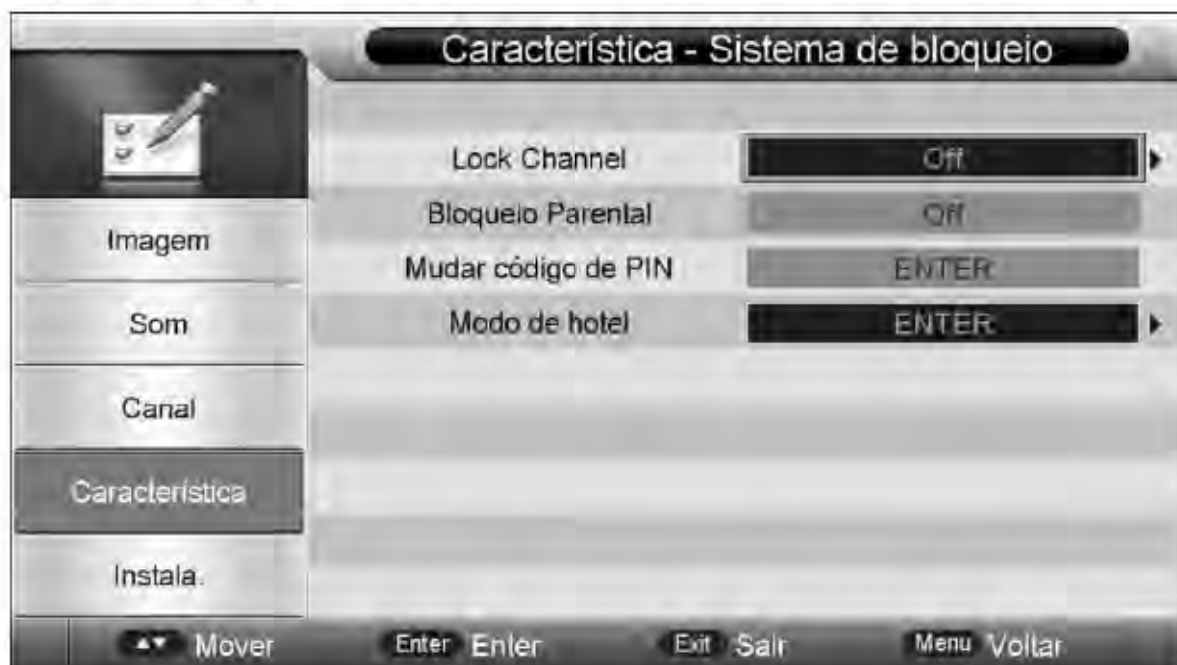 Característica - Sistema de bloqueio
Lock Channel Off
Bloqueio Parental Off
Mudar código de PIN ENTER
Modo de hotel ENTER
Imagem
Som
Canal
Característica
Instala.
Mover Enter Enter Exit Sair Menu Voltar